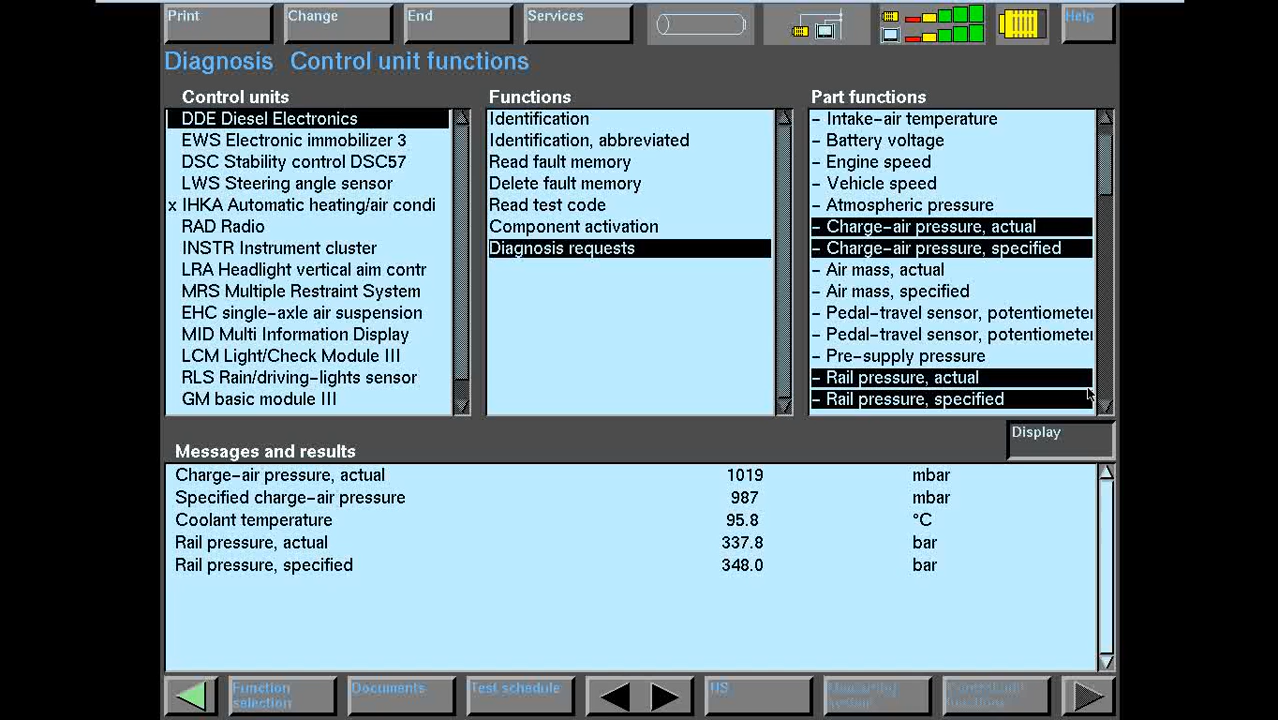 Print
Change
End
Services
Help
Diagnosis Control unit functions
Control units
DDE Diesel Electronics
EWS Electronic immobilizer 3
DSC Stability control DSC57
LWS Steering angle sensor
x IHKA Automatic heating/air condi
RAD Radio
INSTR Instrument cluster
LRA Headlight vertical aim contr
MRS Multiple Restraint System
EHC single-axle air suspension
MID Multi Information Display
LCM Light/Check Module III
RLS Rain/driving-lights sensor
GM basic module III
Functions
Identification
Identification, abbreviated
Read fault memory
Delete fault memory
Read test code
Component activation
Diagnosis requests
Part functions
- Intake-air temperature
- Battery voltage
- Engine speed
- Vehicle speed
- Atmospheric pressure
- Charge-air pressure, actual
- Charge-air pressure, specified
- Air mass, actual
- Air mass, specified
- Pedal-travel sensor, potentiometer
- Pedal-travel sensor, potentiometer
- Pre-supply pressure
- Rail pressure, actual
- Rail pressure, specified
Display
Messages and results
Charge-air pressure, actual 1019 mbar
Specified charge-air pressure 987 mbar
Coolant temperature 95.8 °C
Rail pressure, actual 337.8 bar
Rail pressure, specified 348.0 bar
Function
selection
Documents
Test schedule
Measuring
system
Control unit
functions